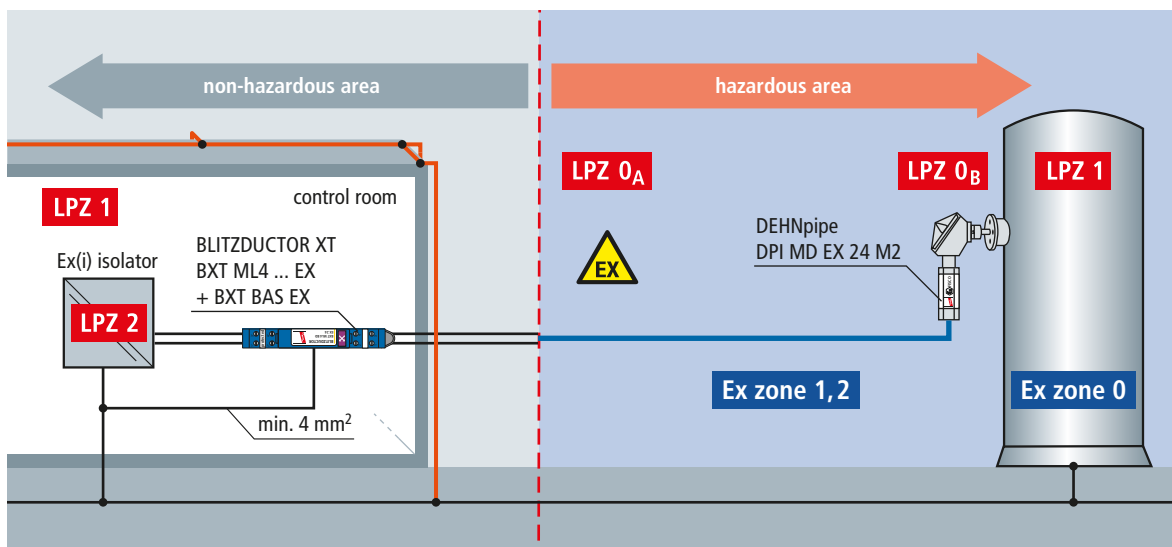 non-hazardous area
hazardous area
LPZ 0A
LPZ 0B
LPZ 1
control room
LPZ 1
BLITZDUCTOR XT
BXT ML4 ... EX
+ BXT BAS EX
Ex(i) isolator
LPZ 2
min. 4 mm²
EX
DEHNpipe
DPI MD EX 24 M2
Ex zone 1,2
Ex zone 0